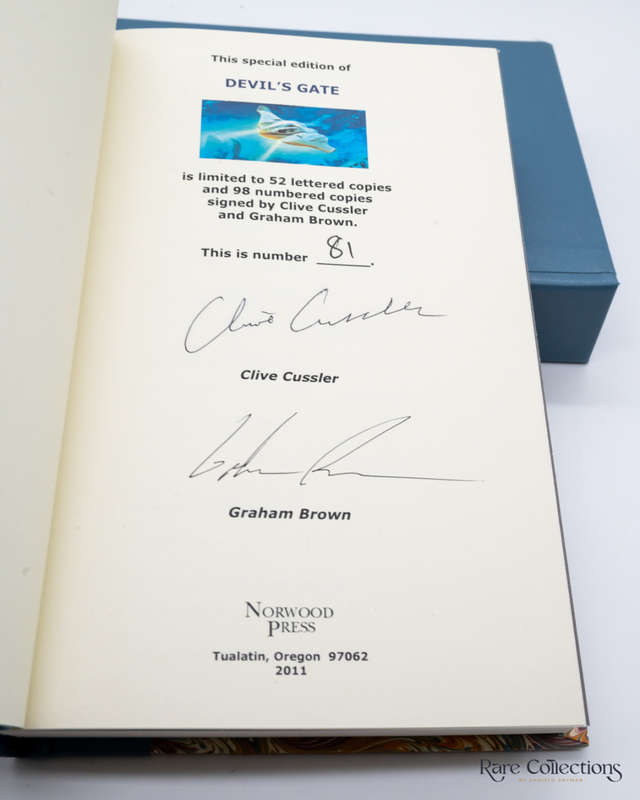 This special edition of
DEVIL'S GATE
is limited to 52 lettered copies
and 98 numbered copies
signed by Clive Cussler
and Graham Brown.
This is number 81.
Clive Cussler
Clive Cussler
Graham Brown
NORWOOD
PRESS
Tualatin, Oregon 97062
2011
Rare Collections